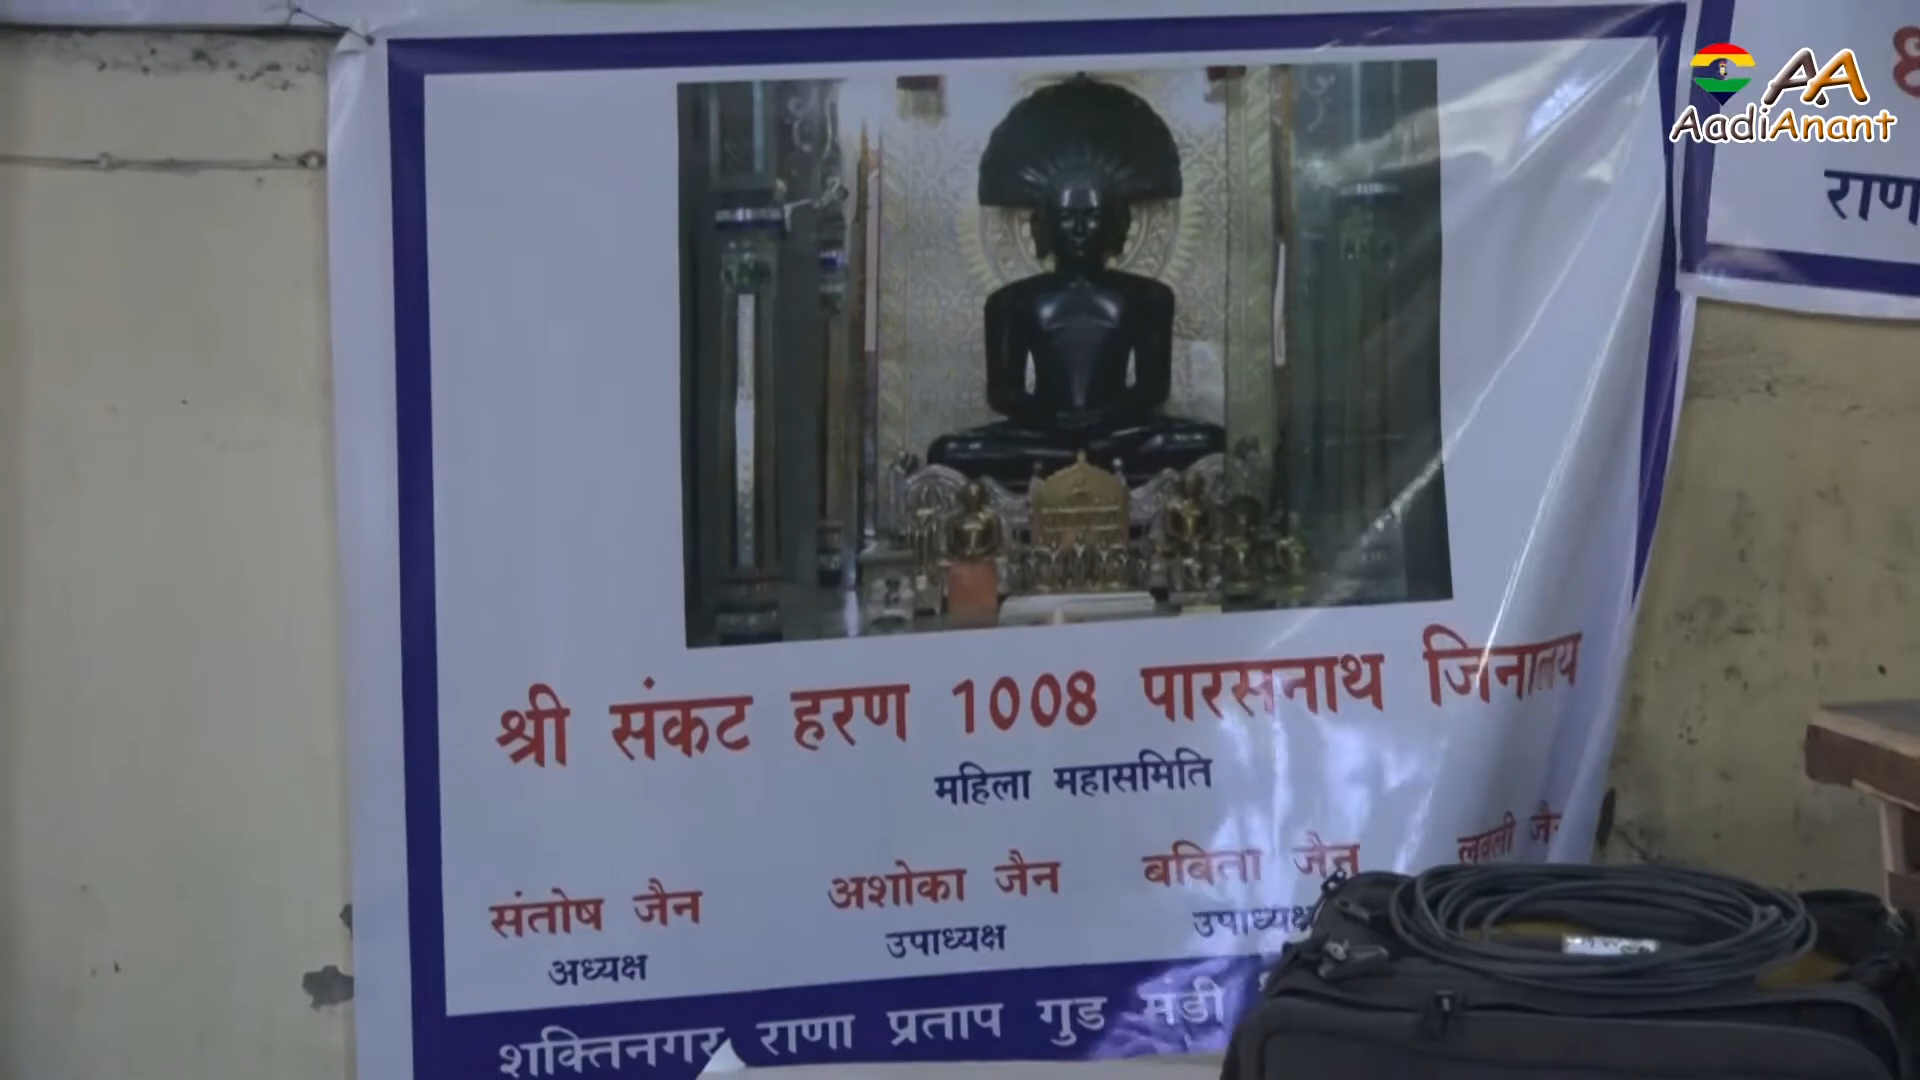 AA
AadiAnant
श्री संकट हरण 1008 पारसनाथ जिनालय
महिला महासमिति
संतोष जैन अशोका जैन बबिता जैन लवली
अध्यक्ष उपाध्यक्ष उपाध्यक्ष
शक्तिनगर राणा प्रताप गुड मंडी